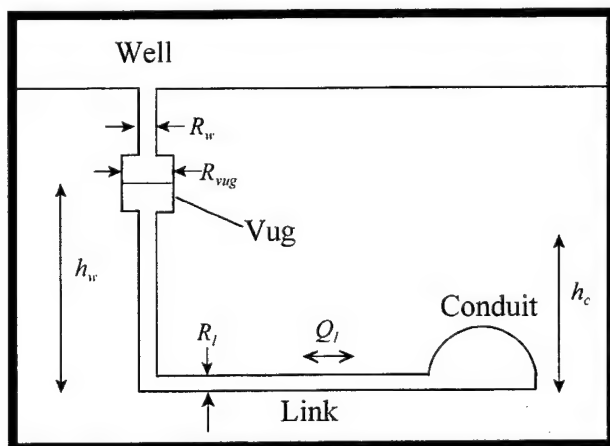 Well
R_w
R_vug
Vug
h_w
h_c
Conduit
R_l
Q_l
Link